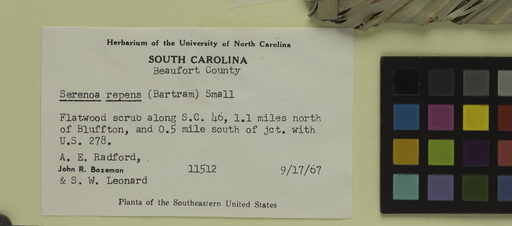 Herbarium of the University of North Carolina
SOUTH CAROLINA
Beaufort County
Serenoa repens (Bartram) Small
Flatwood scrub along S.C. 46, 1.1 miles north
of Bluffton, and 0.5 mile south of jct. with
U.S. 278.
A. E. Radford,
John R. Bozeman 11512 9/17/67
& S. W. Leonard
Plants of the Southeastern United States